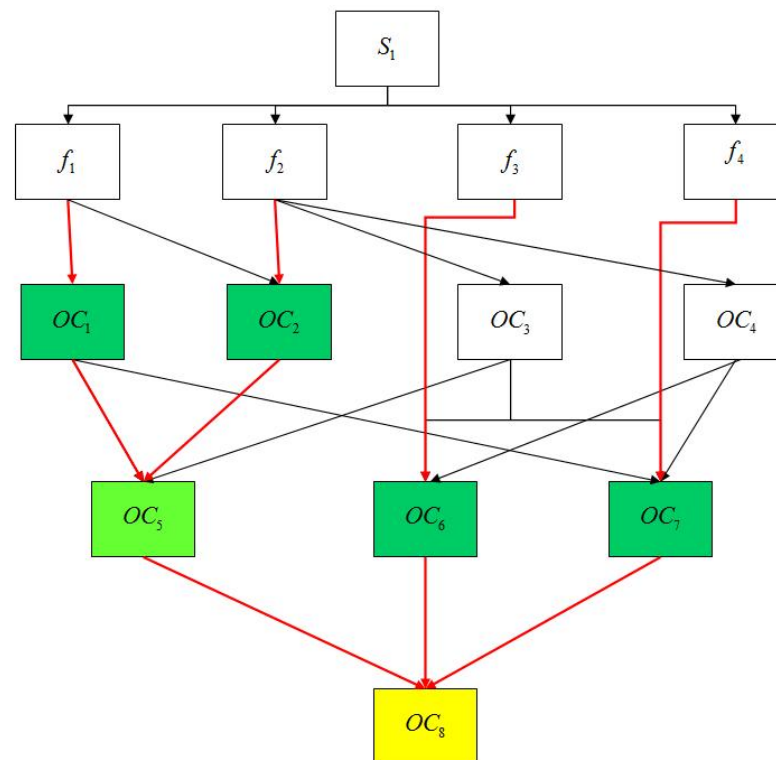 S₁
f₁ f₂ f₃ f₄
OC₁ OC₂ OC₃ OC₄
OC₅ OC₆ OC₇
OC₈